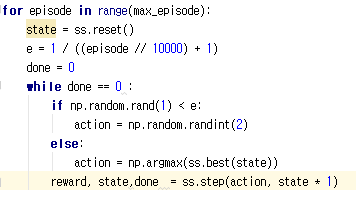 for episode in range(max_episode):
    state = ss.reset()
    e = 1 / ((episode // 10000) + 1)
    done = 0
    while done == 0 :
        if np.random.rand(1) < e:
            action = np.random.randint(2)
        else:
            action = np.argmax(ss.best(state))
        reward, state,done  = ss.step(action, state * 1)